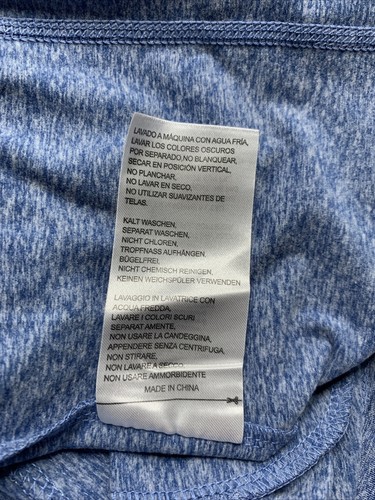 LAVADO A MÁQUINA CON AGUA FRÍA,
LAVAR LOS COLORES OSCUROS
POR SEPARADO,NO BLANQUEAR,
SECAR EN POSICIÓN VERTICAL,
NO PLANCHAR,
NO LAVAR EN SECO,
NO UTILIZAR SUAVIZANTES DE
TELAS.
KALT WASCHEN,
SEPARAT WASCHEN,
NICHT CHLOREN,
TROPFNASS AUFHÄNGEN,
BÜGELFREI,
NICHT CHEMISCH REINIGEN,
KEINEN WEICHSPÜLER VERWENDEN
LAVAGGIO IN LAVATRICE CON
ACQUA FREDDA,
LAVARE I COLORI SCURI
SEPARAT AMENTE,
NON USARE LA CANDEGGINA,
APPENDERE SENZA CENTRIFUGA,
NON STIRARE,
NON LAVARE A SECCO,
NON USARE AMMORBIDENTE
MADE IN CHINA